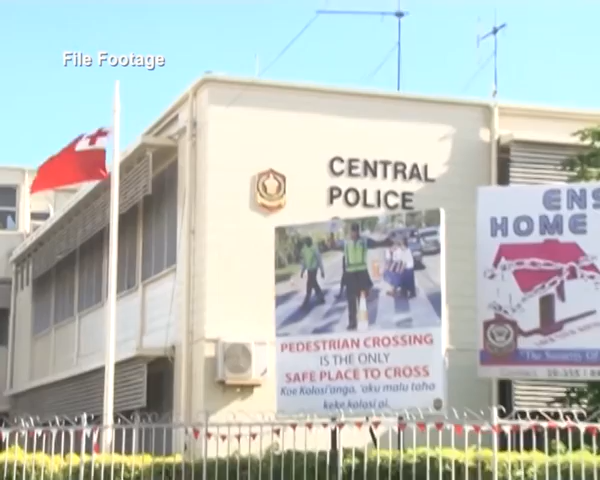 File Footage
CENTRAL
POLICE
PEDESTRIAN CROSSING
IS THE ONLY
SAFE PLACE TO CROSS
Koe Kolosi'anga, 'oku malu taha
keke kolosi ai.
ENS
HOME